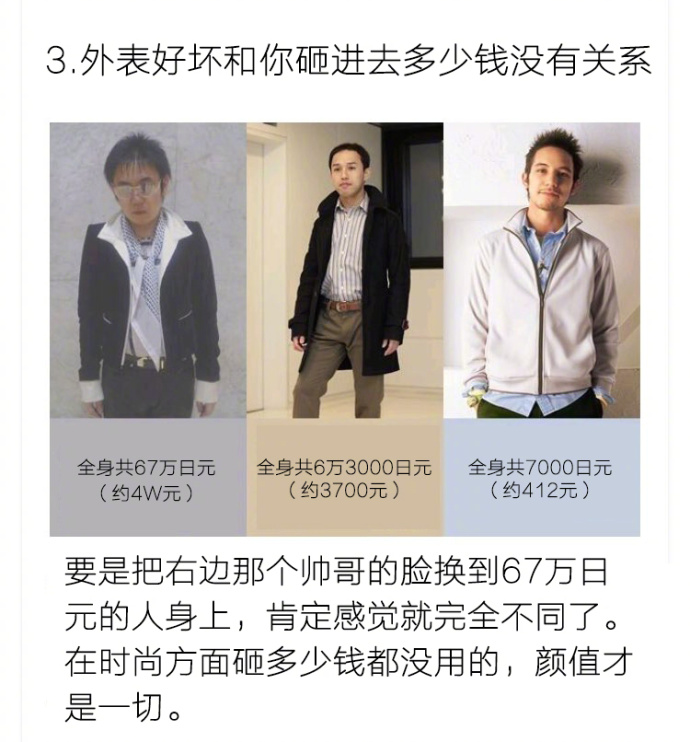 3.外表好坏和你砸进去多少钱没有关系
全身共67万日元
（约4W元）
全身共6万3000日元
（约3700元）
全身共7000日元
（约412元）
要是把右边那个帅哥的脸换到67万日
元的人身上，肯定感觉就完全不同了。
在时尚方面砸多少钱都没用的，颜值才
是一切。